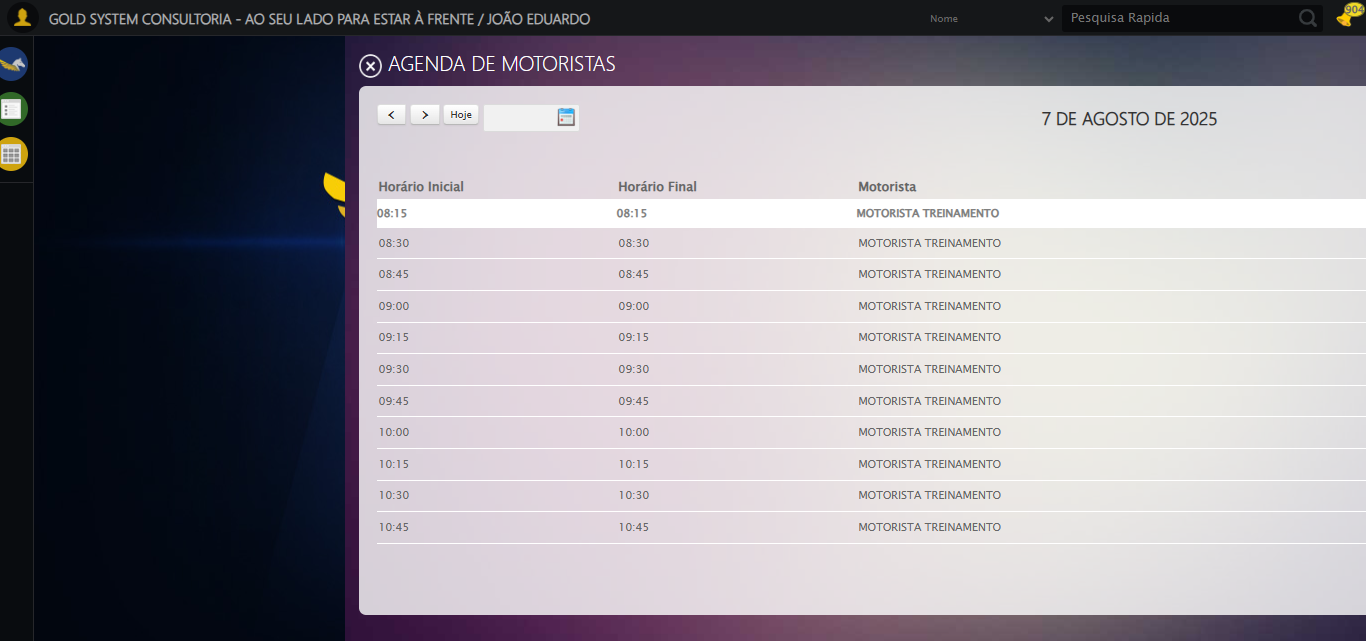 GOLD SYSTEM CONSULTORIA - AO SEU LADO PARA ESTAR À FRENTE / JOÃO EDUARDO
Nome
Pesquisa Rapida
904
AGENDA DE MOTORISTAS
< > Hoje
7 DE AGOSTO DE 2025
Horário Inicial Horário Final Motorista
08:15 08:15 MOTORISTA TREINAMENTO
08:30 08:30 MOTORISTA TREINAMENTO
08:45 08:45 MOTORISTA TREINAMENTO
09:00 09:00 MOTORISTA TREINAMENTO
09:15 09:15 MOTORISTA TREINAMENTO
09:30 09:30 MOTORISTA TREINAMENTO
09:45 09:45 MOTORISTA TREINAMENTO
10:00 10:00 MOTORISTA TREINAMENTO
10:15 10:15 MOTORISTA TREINAMENTO
10:30 10:30 MOTORISTA TREINAMENTO
10:45 10:45 MOTORISTA TREINAMENTO